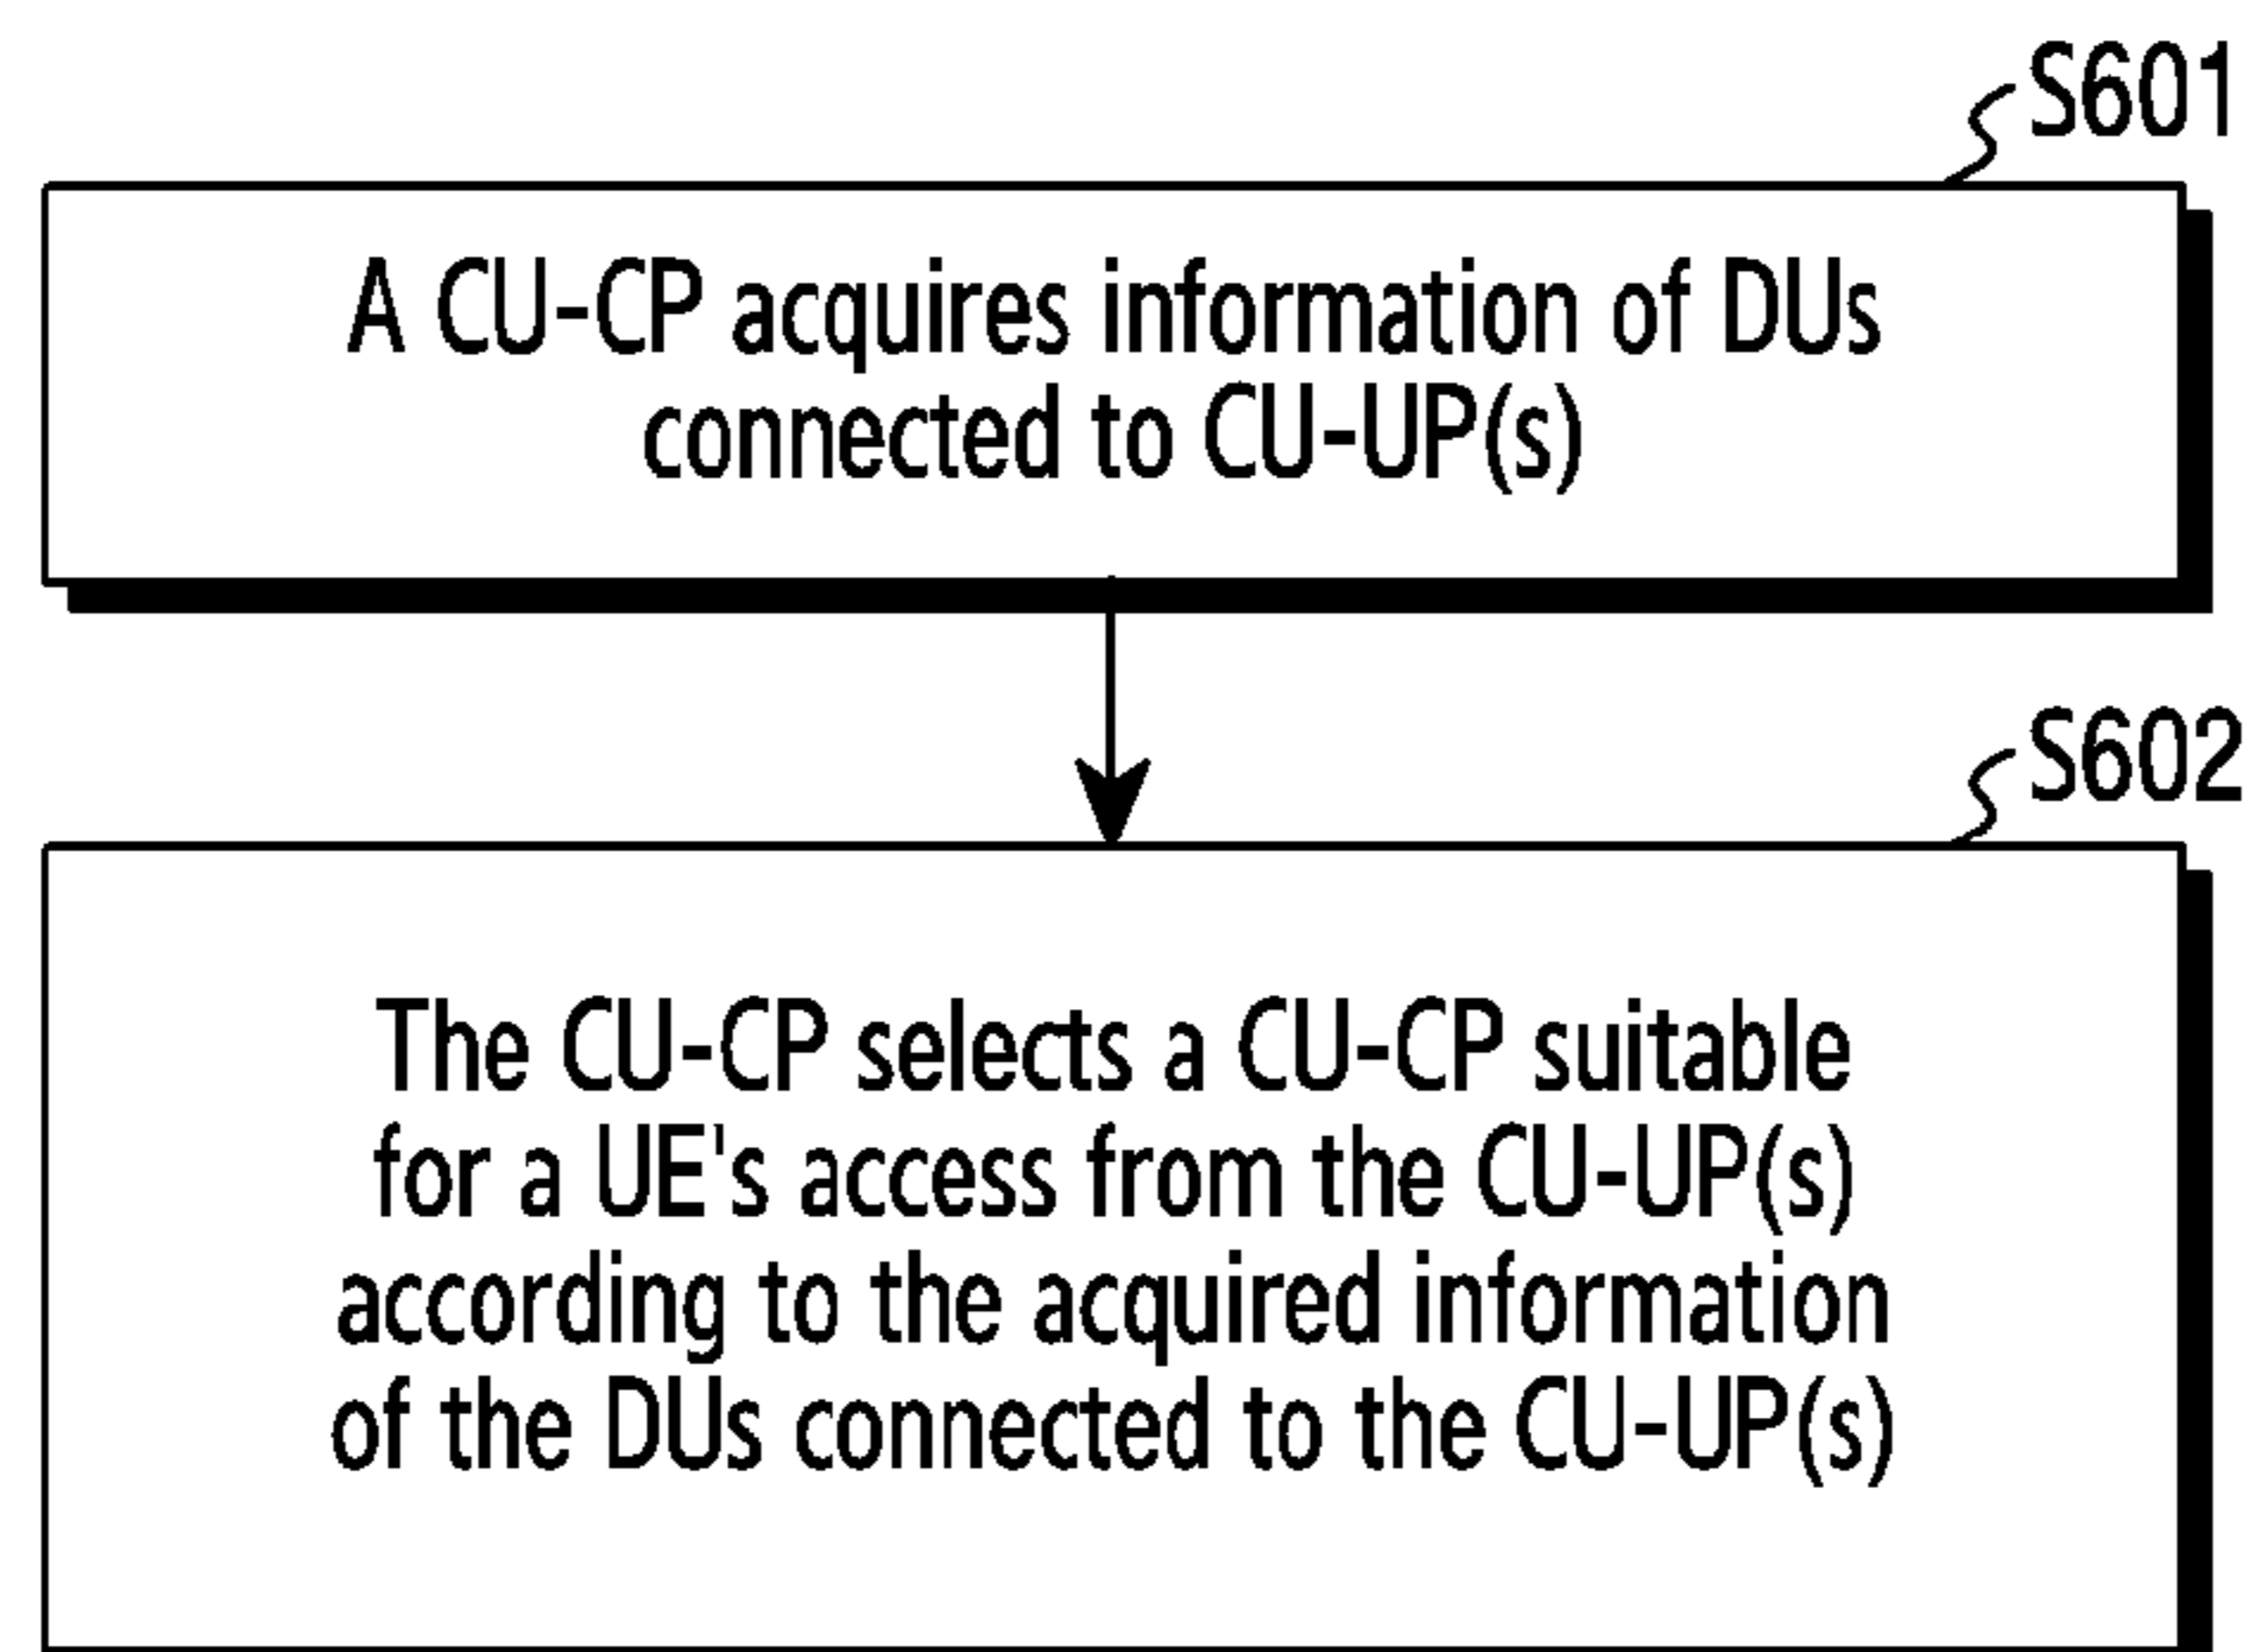 S601
A CU-CP acquires information of DUs
connected to CU-UP(s)
S602
The CU-CP selects a CU-CP suitable
for a UE's access from the CU-UP(s)
according to the acquired information
of the DUs connected to the CU-UP(s)